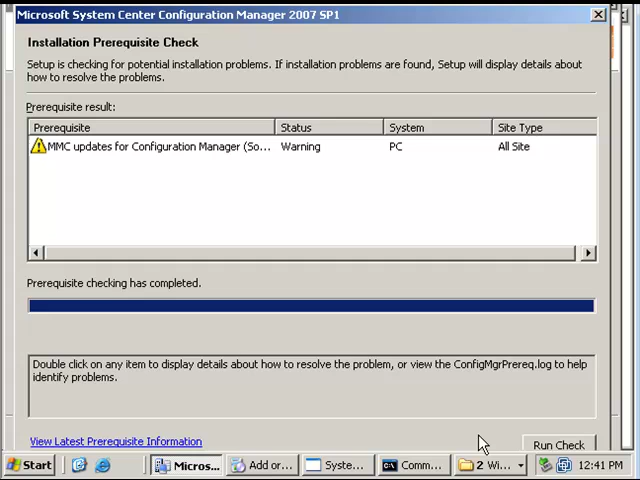 Microsoft System Center Configuration Manager 2007 SP1
Installation Prerequisite Check
Setup is checking for potential installation problems. If installation problems are found, Setup will display details about
how to resolve the problems.
Prerequisite result:
Prerequisite Status System Site Type
MMC updates for Configuration Manager (So... Warning PC All Site
Prerequisite checking has completed.
Double click on any item to display details about how to resolve the problem, or view the ConfigMgrPrereq.log to help
identify problems.
View Latest Prerequisite Information
Run Check
Start Micros... Add or... Syste... Comm... 2 Wi... 12:41 PM